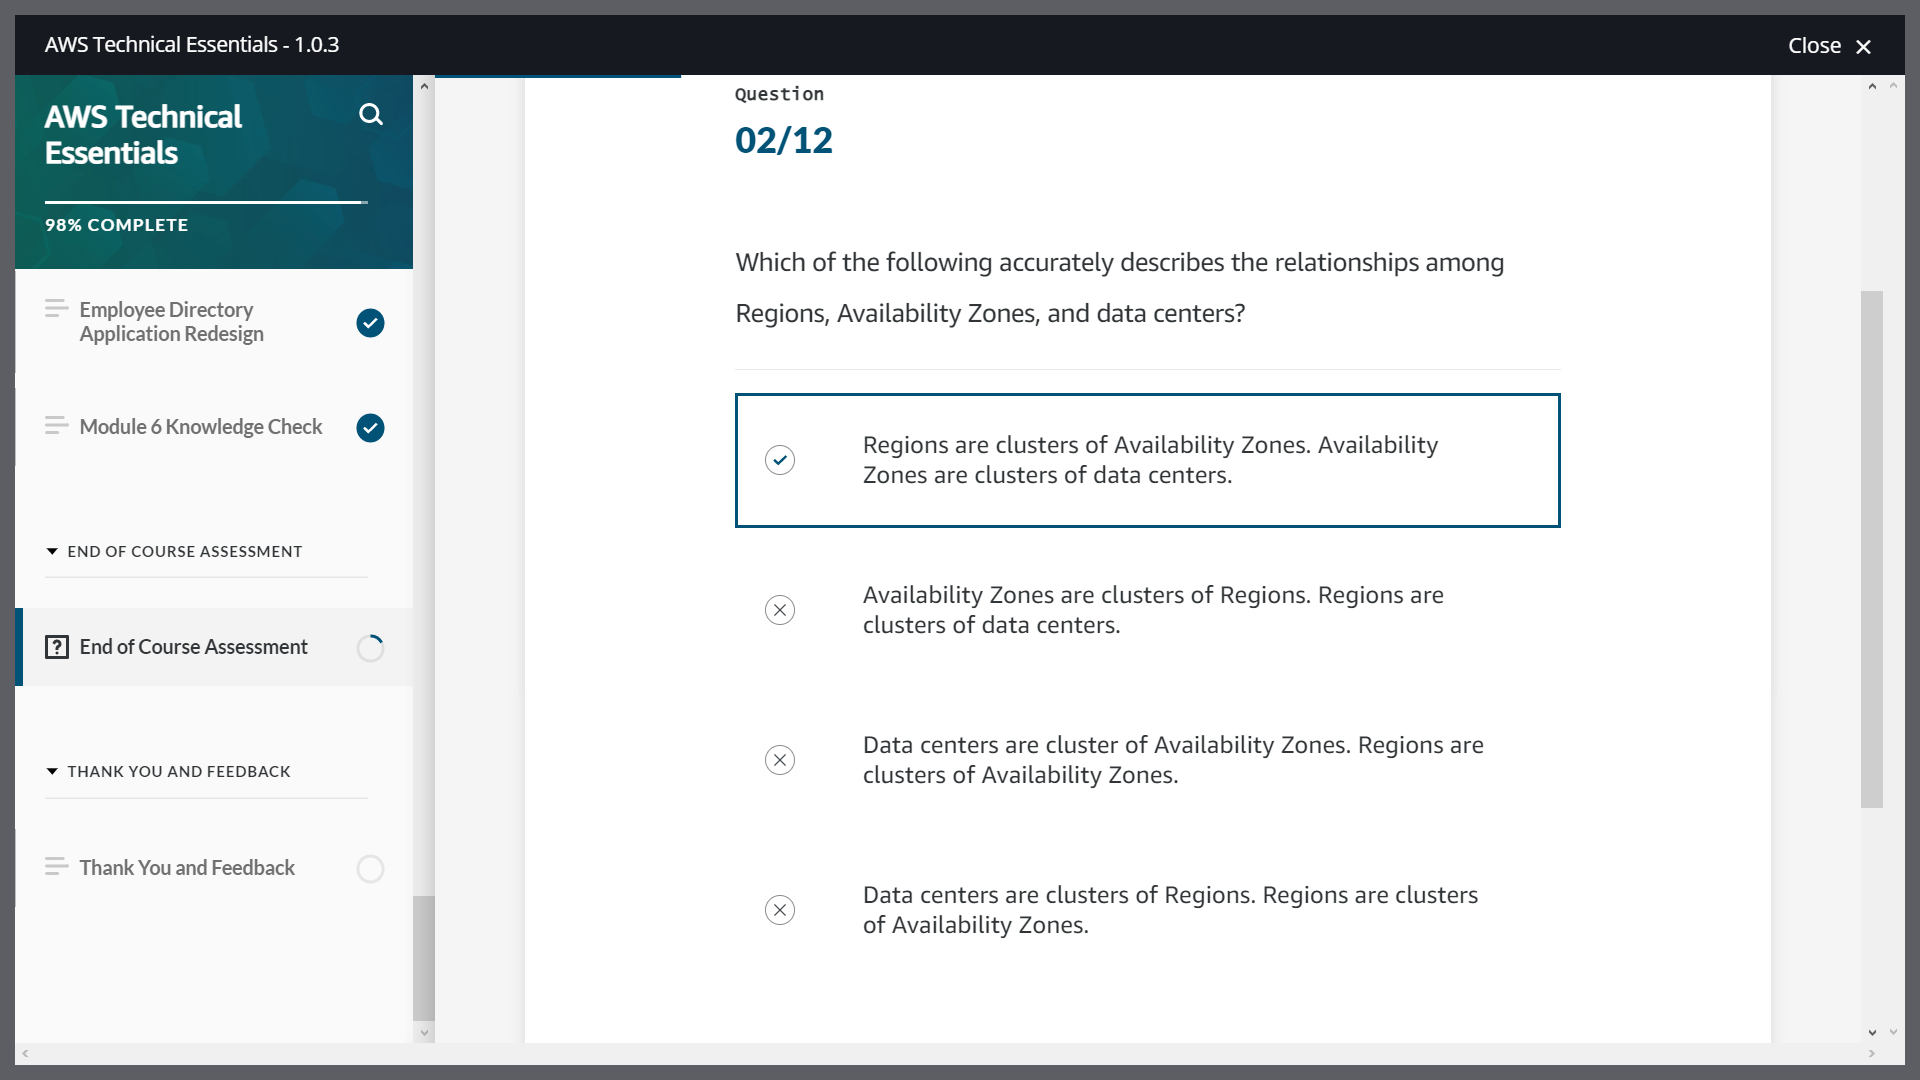 AWS Technical Essentials - 1.0.3
Close
AWS Technical
Essentials
98% COMPLETE
Employee Directory
Application Redesign
Module 6 Knowledge Check
END OF COURSE ASSESSMENT
End of Course Assessment
THANK YOU AND FEEDBACK
Thank You and Feedback
Question
02/12
Which of the following accurately describes the relationships among
Regions, Availability Zones, and data centers?
Regions are clusters of Availability Zones. Availability
Zones are clusters of data centers.
Availability Zones are clusters of Regions. Regions are
clusters of data centers.
Data centers are cluster of Availability Zones. Regions are
clusters of Availability Zones.
Data centers are clusters of Regions. Regions are clusters
of Availability Zones.